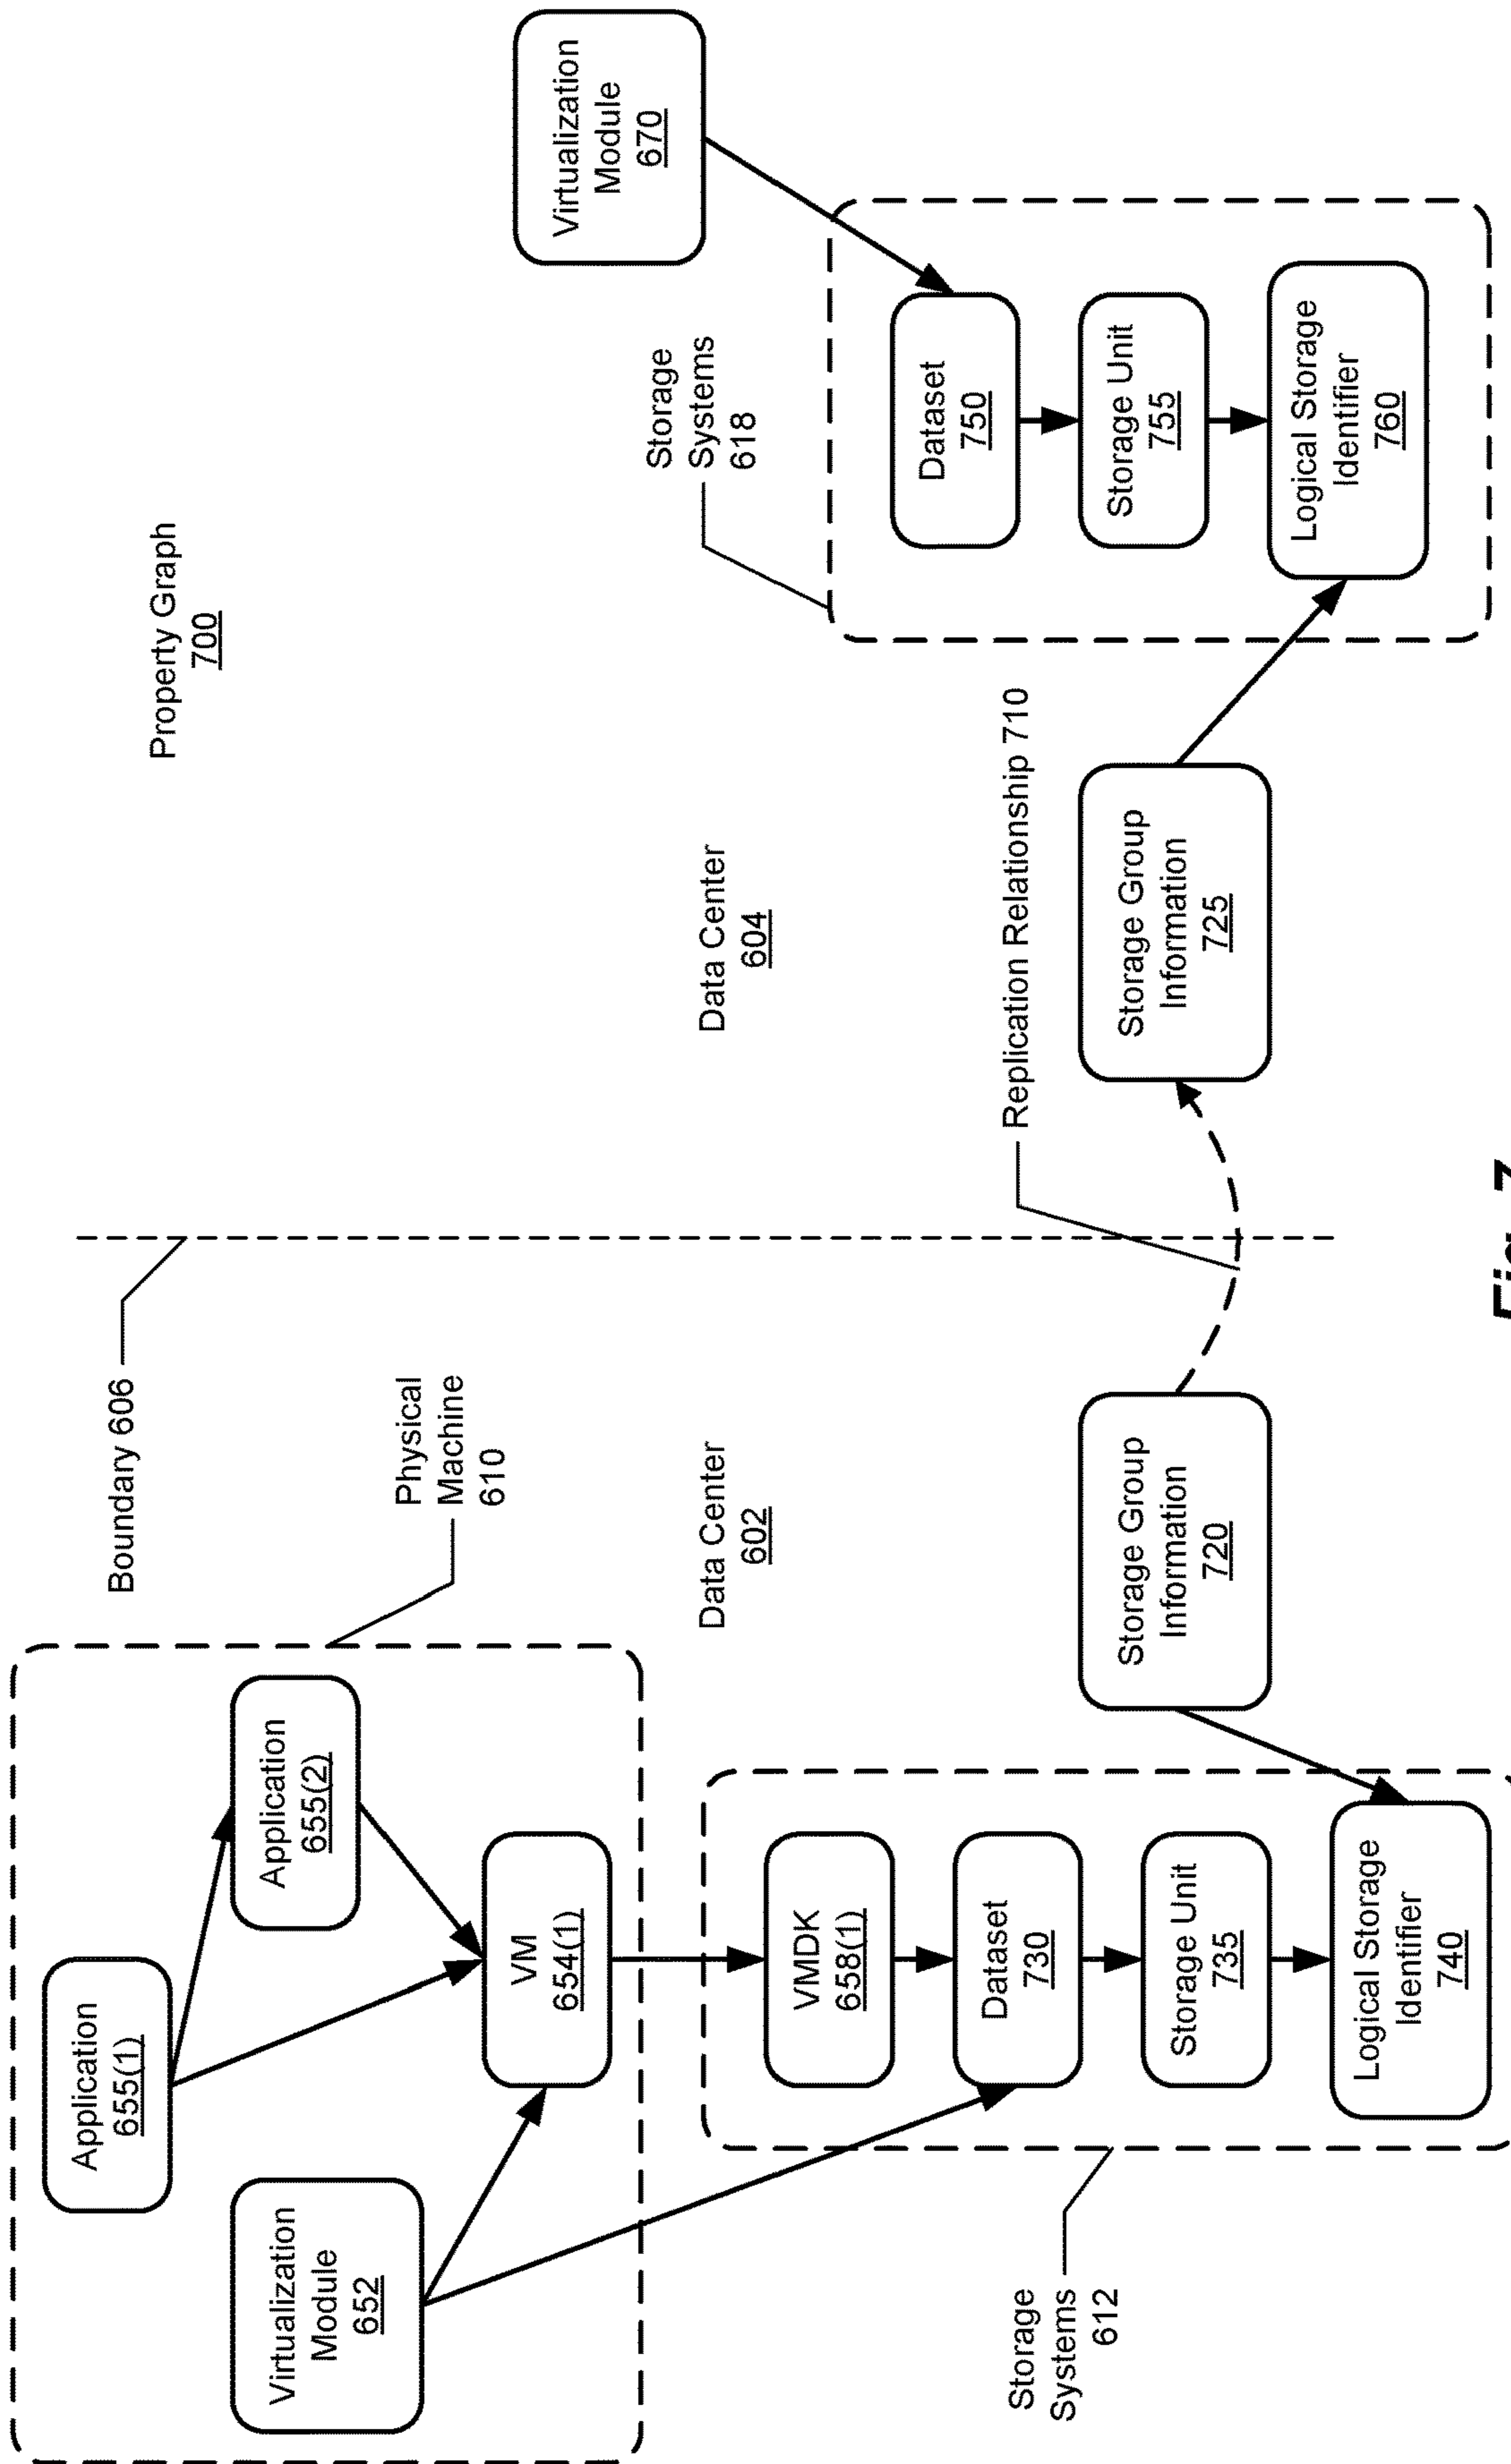 Property Graph
700
Boundary 606
Physical
Machine
610
Application
655(1)
Application
655(2)
Virtualization
Module
652
VM
654(1)
Data Center
602
Data Center
604
Storage
Systems
612
VMDK
658(1)
Dataset
730
Storage Unit
735
Logical Storage
Identifier
740
Storage Group
Information
720
Replication Relationship 710
Storage Group
Information
725
Storage
Systems
618
Virtualization
Module
670
Dataset
750
Storage Unit
755
Logical Storage
Identifier
760